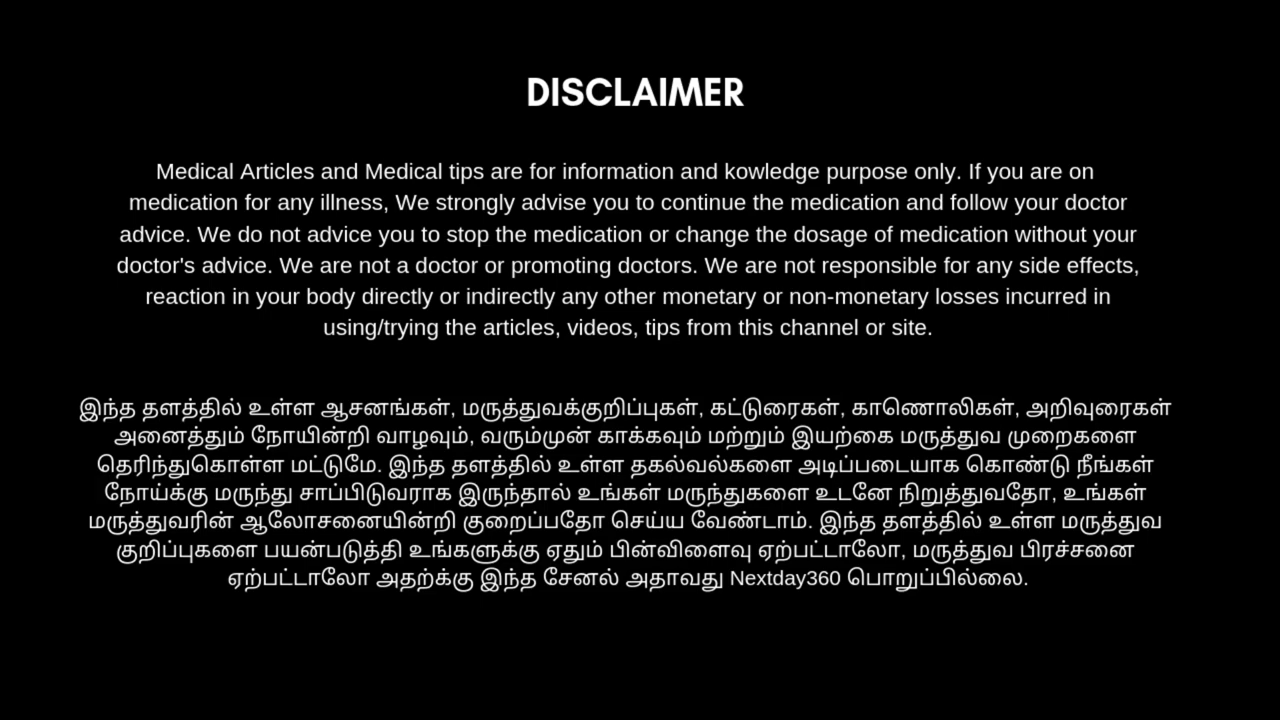 DISCLAIMER
Medical Articles and Medical tips are for information and kowledge purpose only. If you are on
medication for any illness, We strongly advise you to continue the medication and follow your doctor
advice. We do not advice you to stop the medication or change the dosage of medication without your
doctor's advice. We are not a doctor or promoting doctors. We are not responsible for any side effects,
reaction in your body directly or indirectly any other monetary or non-monetary losses incurred in
using/trying the articles, videos, tips from this channel or site.
இந்த தளத்தில் உள்ள ஆசனங்கள், மருத்துவக்குறிப்புகள், கட்டுரைகள், காணொலிகள், அறிவுரைகள்
அனைத்தும் நோயின்றி வாழவும், வரும்முன் காக்கவும் மற்றும் இயற்கை மருத்துவ முறைகளை
தெரிந்துகொள்ள மட்டுமே. இந்த தளத்தில் உள்ள தகல்வல்களை அடிப்படையாக கொண்டு நீங்கள்
நோய்க்கு மருந்து சாப்பிடுவராக இருந்தால் உங்கள் மருந்துகளை உடனே நிறுத்துவதோ, உங்கள்
மருத்துவரின் ஆலோசனையின்றி குறைப்பதோ செய்ய வேண்டாம். இந்த தளத்தில் உள்ள மருத்துவ
குறிப்புகளை பயன்படுத்தி உங்களுக்கு ஏதும் பின்விளைவு ஏற்பட்டாலோ, மருத்துவ பிரச்சனை
ஏற்பட்டாலோ அதற்க்கு இந்த சேனல் அதாவது Nextday360 பொறுப்பில்லை.